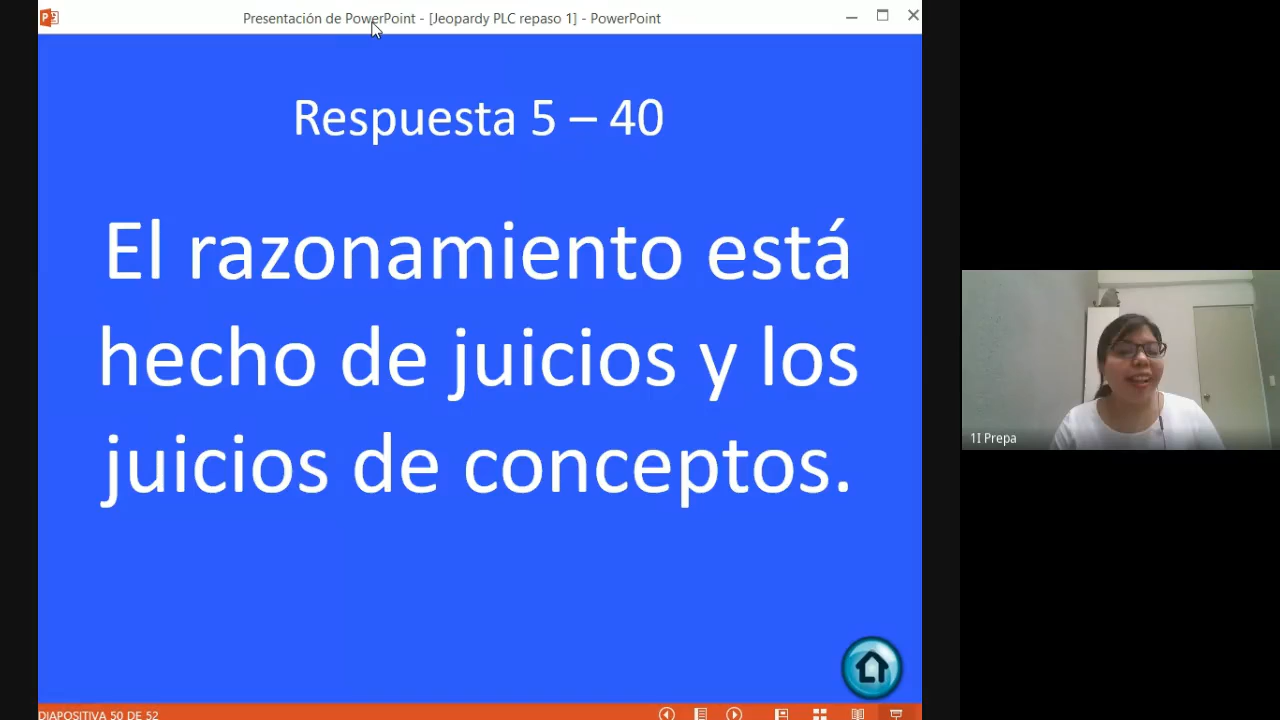 Presentación de PowerPoint - [Jeopardy PLC repaso 1] - PowerPoint
Respuesta 5 – 40
El razonamiento está
hecho de juicios y los
juicios de conceptos.
1I Prepa
DIAPOSITIVA 50 DE 52